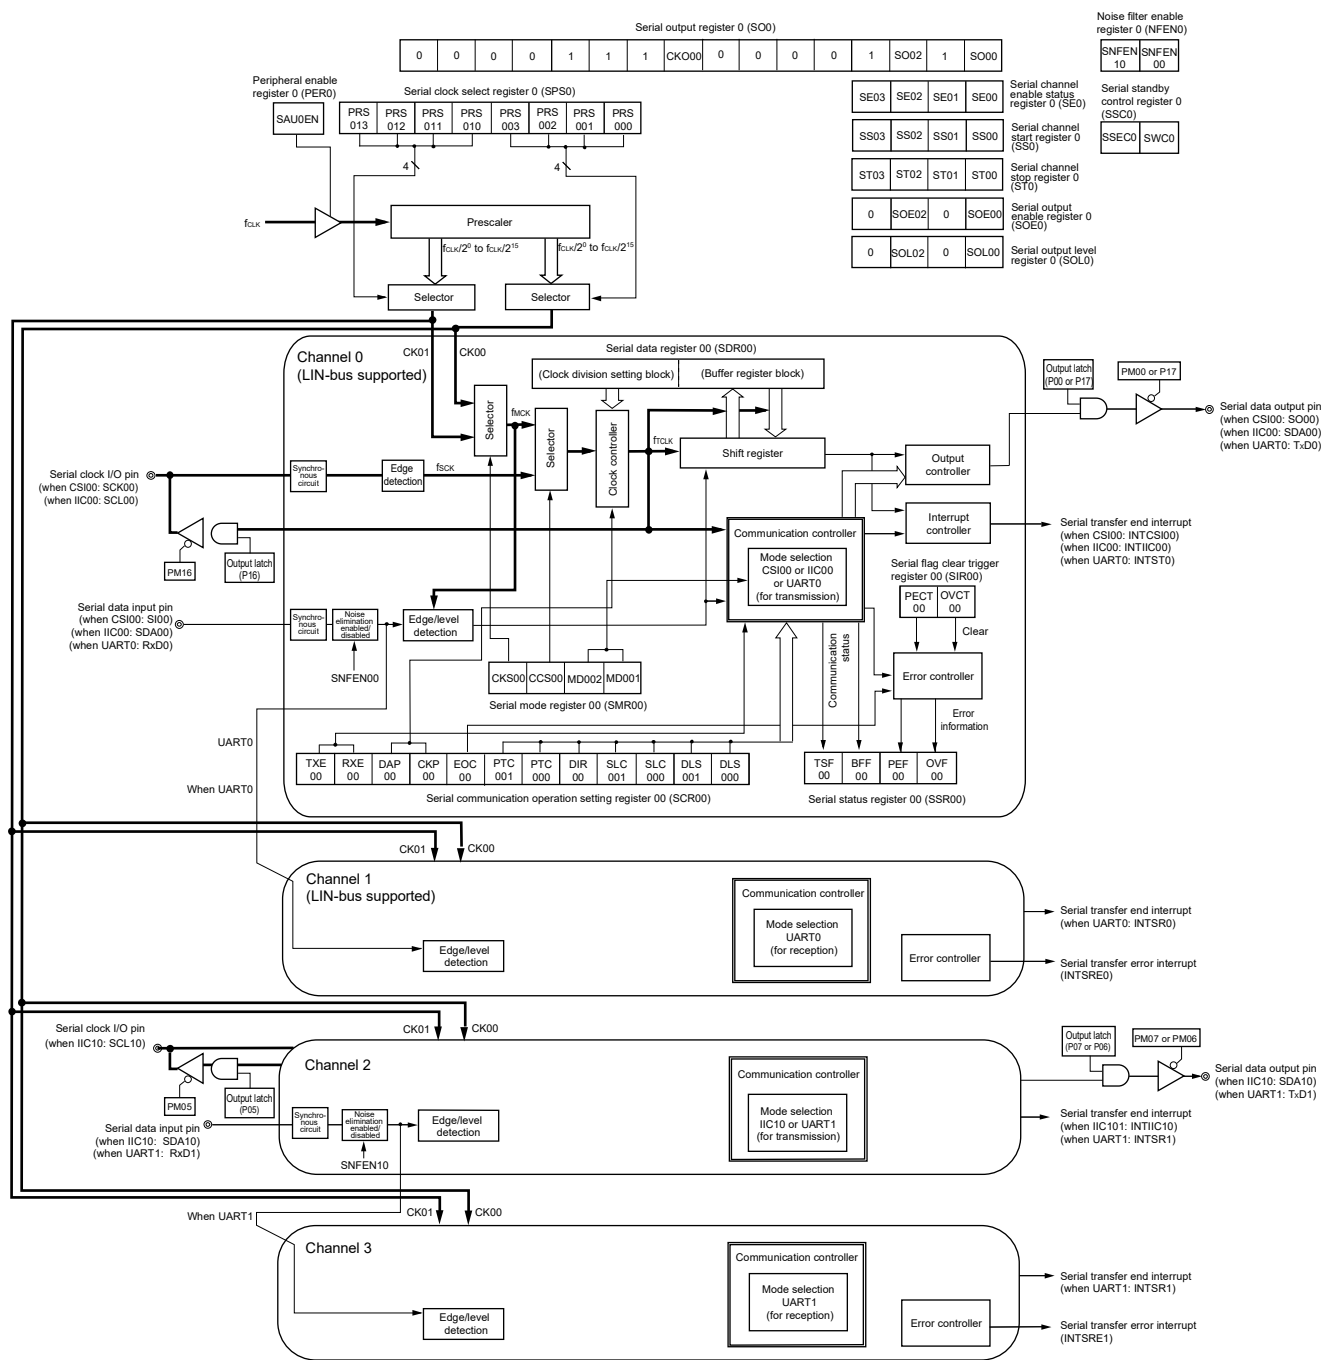 Serial output register 0 (SO0)
0 0 0 0 1 1 1 CKO00 0 0 0 0 1 SO02 1 SO00
Noise filter enable
register 0 (NFEN0)
SNFEN SNFEN
10 00
Peripheral enable
register 0 (PER0)
SAU0EN
Serial clock select register 0 (SPS0)
PRS PRS PRS PRS PRS PRS PRS PRS
013 012 011 010 003 002 001 000
4
4
SE03 SE02 SE01 SE00
Serial channel
enable status
register 0 (SE0)
Serial standby
control register 0
(SSC0)
SSEC0 SWC0
SS03 SS02 SS01 SS00
Serial channel
start register 0
(SS0)
ST03 ST02 ST01 ST00
Serial channel
stop register 0
(ST0)
0 SOE02 0 SOE00
Serial output
enable register 0
(SOE0)
0 SOL02 0 SOL00
Serial output level
register 0 (SOL0)
fCLK
Prescaler
fCLK/2⁰ to fCLK/2¹⁵
fCLK/2⁰ to fCLK/2¹⁵
Selector
Selector
Channel 0
(LIN-bus supported)
CK01
CK00
Serial data register 00 (SDR00)
(Clock division setting block)
(Buffer register block)
Selector
fMCK
Selector
Clock controller
fTCLK
Shift register
Output
controller
Interrupt
controller
Output latch
(P00 or P17)
PM00 or P17
Serial data output pin
(when CSI00: SO00)
(when IIC00: SDA00)
(when UART0: TxD0)
Serial clock I/O pin
(when CSI00: SCK00)
(when IIC00: SCL00)
Synchro-
nous
circuit
Edge
detection
fSCK
PM16
Output latch
(P16)
Communication controller
Mode selection
CSI00 or IIC00
or UART0
(for transmission)
Serial transfer end interrupt
(when CSI00: INTCSI00)
(when IIC00: INTIIC00)
(when UART0: INTST0)
Serial flag clear trigger
register 00 (SIR00)
PECT OVCT
00 00
Clear
Serial data input pin
(when CSI00: SI00)
(when IIC00: SDA00)
(when UART0: RxD0)
Synchro-
nous
circuit
Noise
elimination
enabled/
disabled
Edge/level
detection
SNFEN00
CKS00 CCS00 MD002 MD001
Serial mode register 00 (SMR00)
Communication
status
Error controller
Error
information
UART0
When UART0
TXE RXE DAP CKP EOC PTC PTC DIR SLC SLC DLS DLS
00 00 00 00 00 001 000 00 001 000 001 000
Serial communication operation setting register 00 (SCR00)
TSF BFF PEF OVF
00 00 00 00
Serial status register 00 (SSR00)
CK01
CK00
Channel 1
(LIN-bus supported)
Edge/level
detection
Communication controller
Mode selection
UART0
(for reception)
Error controller
Serial transfer end interrupt
(when UART0: INTSR0)
Serial transfer error interrupt
(INTSRE0)
CK01
CK00
Serial clock I/O pin
(when IIC10: SCL10)
PM05
Output latch
(P05)
Channel 2
Serial data input pin
(when IIC10: SDA10)
(when UART1: RxD1)
Synchro-
nous
circuit
Noise
elimination
enabled/
disabled
Edge/level
detection
SNFEN10
Communication controller
Mode selection
IIC10 or UART1
(for transmission)
Output latch
(P07 or P06)
PM07 or PM06
Serial data output pin
(when IIC10: SDA10)
(when UART1: TxD1)
Serial transfer end interrupt
(when IIC101: INTIIC10)
(when UART1: INTSR1)
When UART1
CK01
CK00
Channel 3
Edge/level
detection
Communication controller
Mode selection
UART1
(for reception)
Error controller
Serial transfer end interrupt
(when UART1: INTSR1)
Serial transfer error interrupt
(INTSRE1)